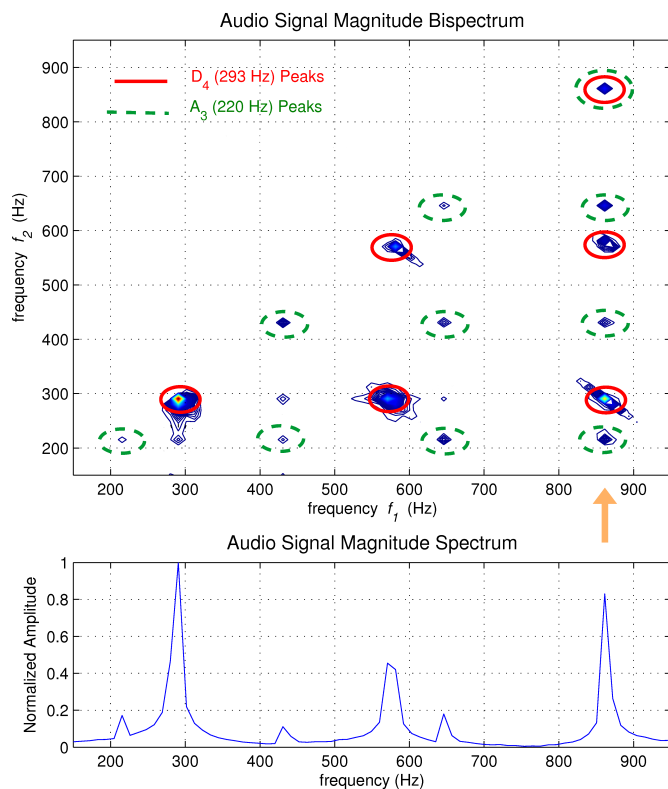 Audio Signal Magnitude Bispectrum
D4 (293 Hz) Peaks
A3 (220 Hz) Peaks
900
800
700
600
500
400
300
200
frequency f2 (Hz)
200 300 400 500 600 700 800 900
frequency f1 (Hz)
Audio Signal Magnitude Spectrum
1
0.8
0.6
0.4
0.2
0
Normalized Amplitude
200 300 400 500 600 700 800 900
frequency (Hz)